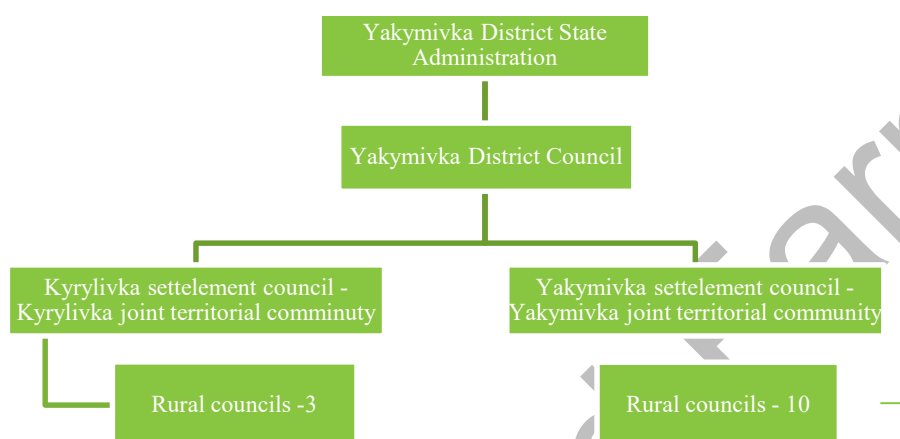 Yakymivka District State
Administration
Yakymivka District Council
Kyrylivka settelement council -
Kyrylivka joint territorial comminuty
Yakymivka settelement council -
Yakymivka joint territorial community
Rural councils -3
Rural councils - 10